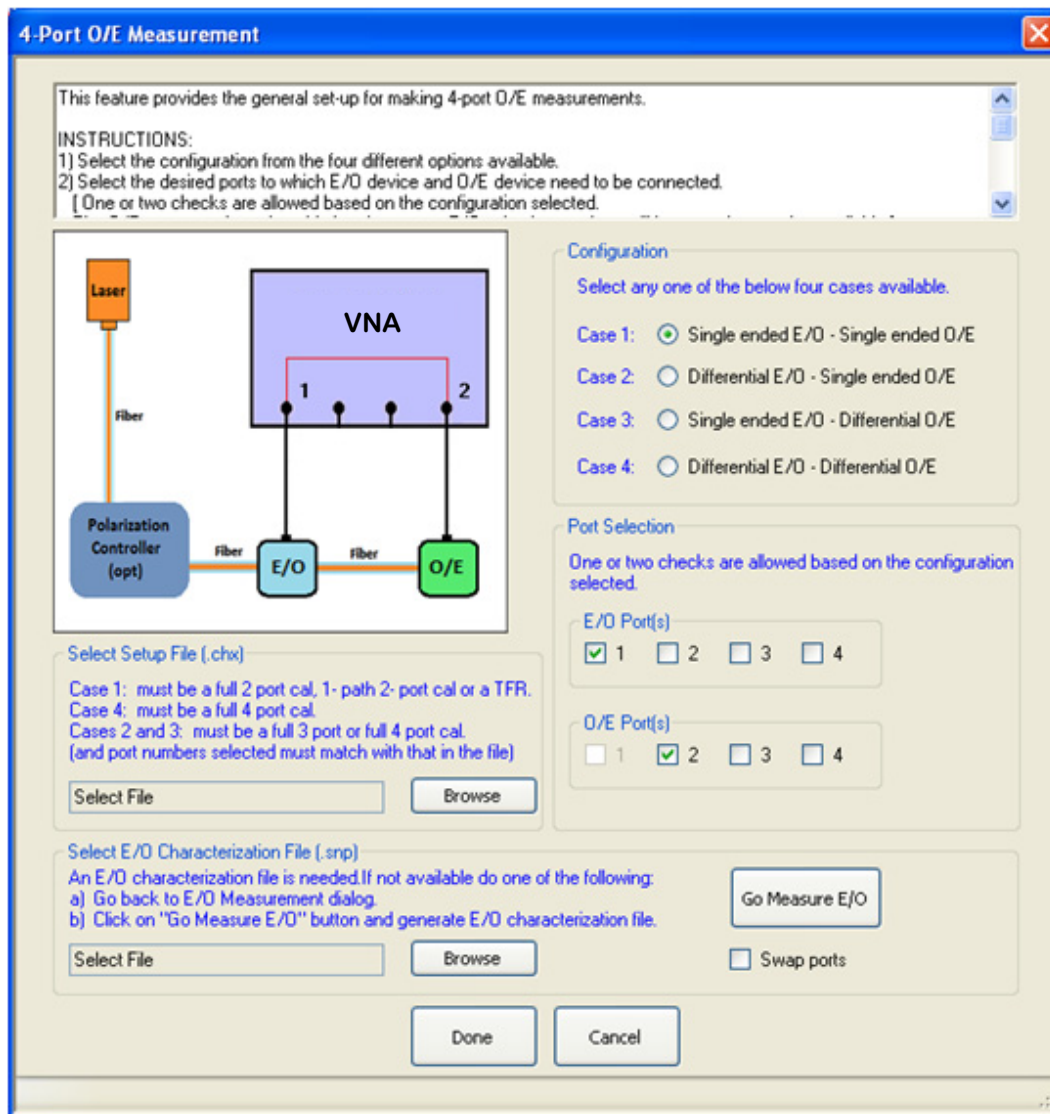 4-Port O/E Measurement
This feature provides the general set-up for making 4-port O/E measurements.
INSTRUCTIONS:
1) Select the configuration from the four different options available.
2) Select the desired ports to which E/O device and O/E device need to be connected.
[ One or two checks are allowed based on the configuration selected.
Laser
Fiber
VNA
1
2
Polarization
Controller
(opt)
Fiber
E/O
Fiber
O/E
Configuration
Select any one of the below four cases available.
Case 1: Single ended E/O - Single ended O/E
Case 2: Differential E/O - Single ended O/E
Case 3: Single ended E/O - Differential O/E
Case 4: Differential E/O - Differential O/E
Port Selection
One or two checks are allowed based on the configuration
selected.
E/O Port(s)
1 2 3 4
O/E Port(s)
1 2 3 4
Select Setup File (.chx)
Case 1: must be a full 2 port cal, 1- path 2- port cal or a TFR.
Case 4: must be a full 4 port cal.
Cases 2 and 3: must be a full 3 port or full 4 port cal.
(and port numbers selected must match with that in the file)
Select File
Browse
Select E/O Characterization File (.snp)
An E/O characterization file is needed.If not available do one of the following:
a) Go back to E/O Measurement dialog.
b) Click on "Go Measure E/O" button and generate E/O characterization file.
Select File
Browse
Go Measure E/O
Swap ports
Done
Cancel